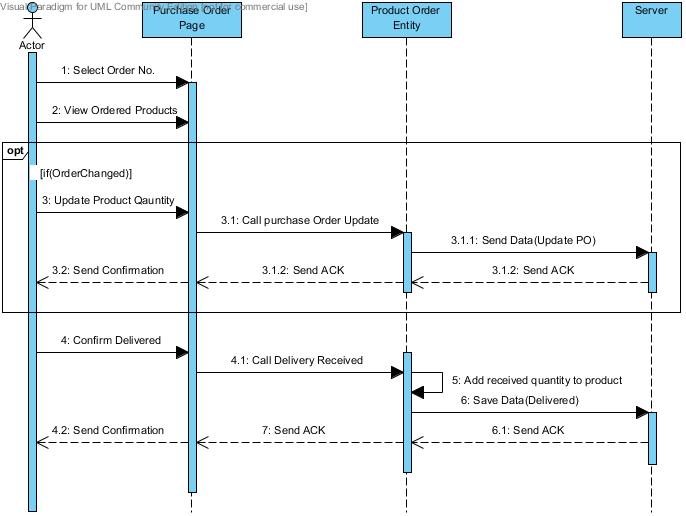 Visual Paradigm for UML Community Edition [not for commercial use]
Purchase Order
Page
Product Order
Entity
Server
Actor
1: Select Order No.
2: View Ordered Products
opt
[if(OrderChanged)]
3: Update Product Qauntity
3.1: Call purchase Order Update
3.1.1: Send Data(Update PO)
3.2: Send Confirmation
3.1.2: Send ACK
3.1.2: Send ACK
4: Confirm Delivered
4.1: Call Delivery Received
5: Add received quantity to product
6: Save Data(Delivered)
4.2: Send Confirmation
7: Send ACK
6.1: Send ACK